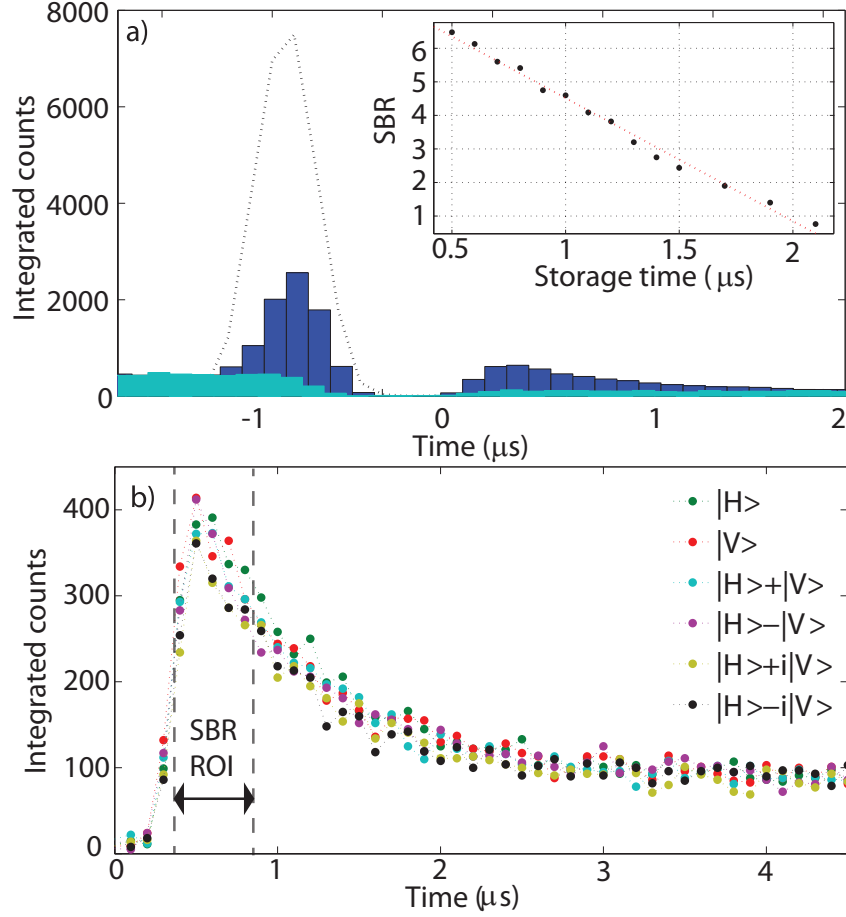 a)
8000
6000
4000
2000
0
Integrated counts
-1
0
1
2
Time (μs)
SBR
6
5
4
3
2
1
0.5
1
1.5
2
Storage time ( μs)
b)
400
300
200
100
0
Integrated counts
SBR
ROI
|H>
|V>
|H>+|V>
|H>−|V>
|H>+i|V>
|H>−i|V>
0
1
2
3
4
Time (μs)